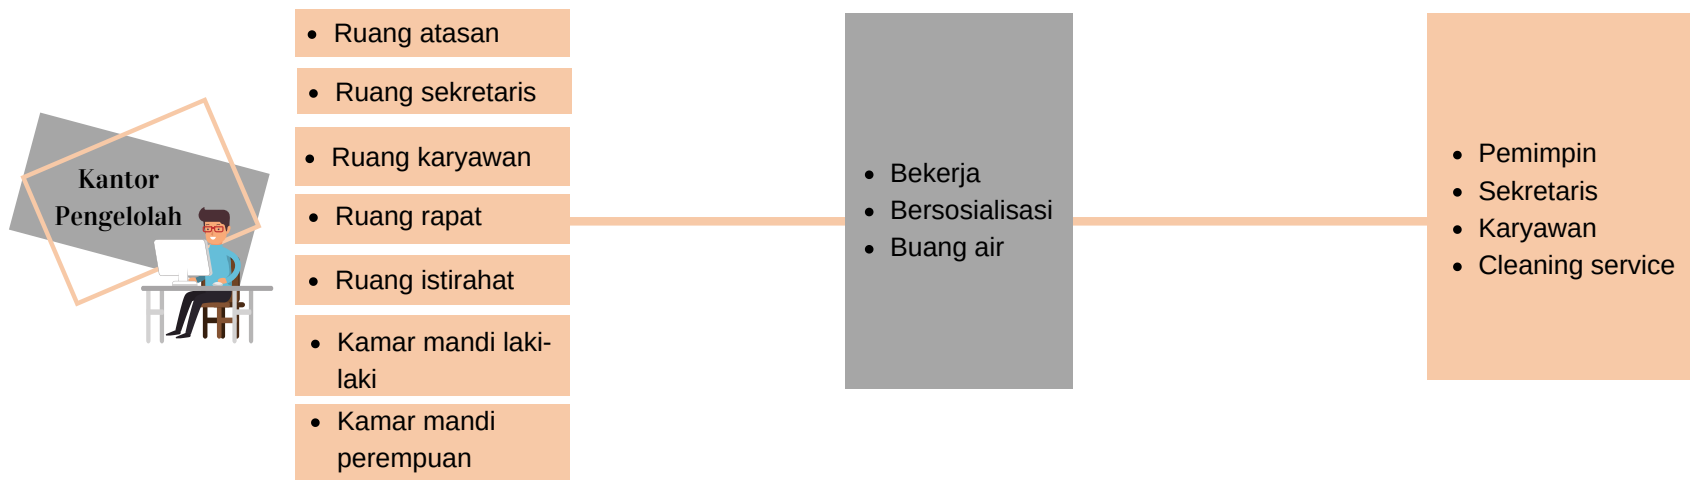 Kantor
Pengelolah
• Ruang atasan
• Ruang sekretaris
• Ruang karyawan
• Ruang rapat
• Ruang istirahat
• Kamar mandi laki-
laki
• Kamar mandi
perempuan
• Bekerja
• Bersosialisasi
• Buang air
• Pemimpin
• Sekretaris
• Karyawan
• Cleaning service